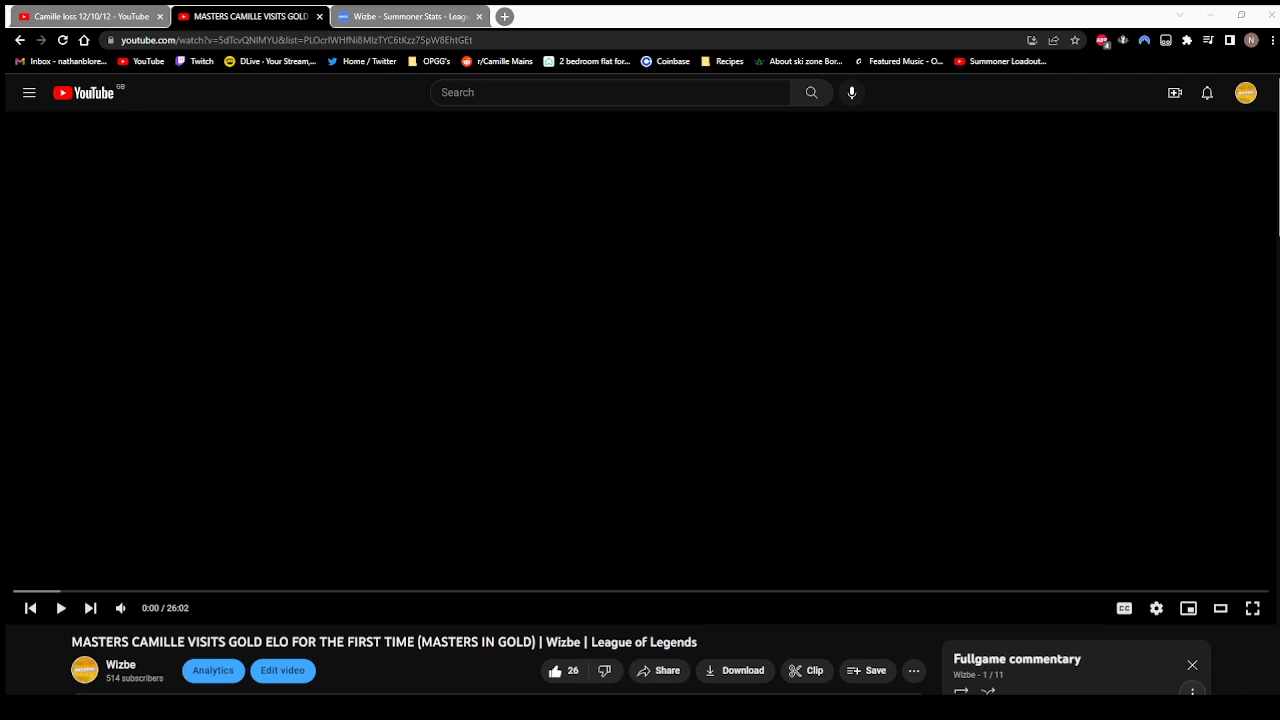 Camille loss 12/10/12 - YouTube
MASTERS CAMILLE VISITS GOLD
Wizbe - Summoner Stats - Leagu
youtube.com/watch?v=5dTcvQNIMYU&list=PLOcrIWHfNi8MIzTYC6tKzz7SpW8EhtGEt
Inbox - nathanblore...
YouTube
Twitch
DLive · Your Stream,...
Home / Twitter
OPGG's
r/Camille Mains
2 bedroom flat for...
Coinbase
Recipes
About ski zone Bor...
Featured Music - O...
Summoner Loadout...
N
YouTube GB
Search
0:00 / 26:02
CC
MASTERS CAMILLE VISITS GOLD ELO FOR THE FIRST TIME (MASTERS IN GOLD) | Wizbe | League of Legends
Wizbe
514 subscribers
Analytics
Edit video
26
Share
Download
Clip
Save
Fullgame commentary
Wizbe - 1 / 11